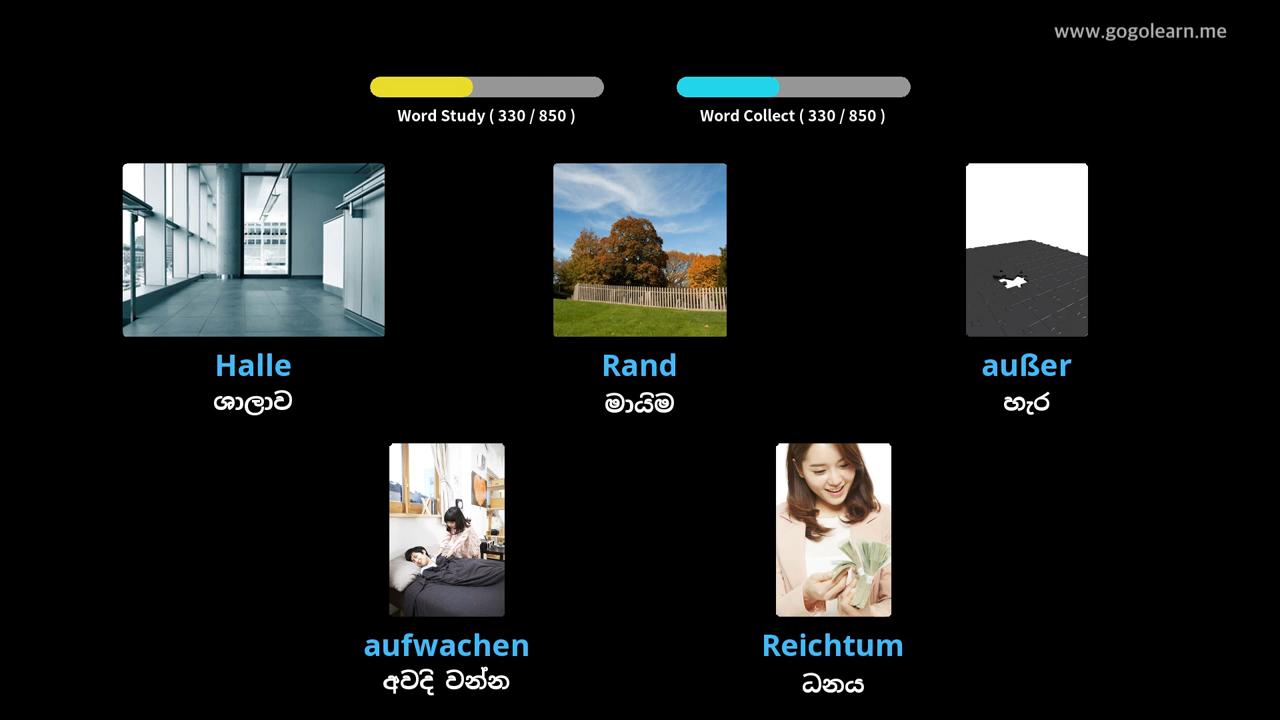 www.gogolearn.me
Word Study ( 330 / 850 )
Word Collect ( 330 / 850 )
Halle
ශාලාව
Rand
මායිම
außer
හැර
aufwachen
අවදි වන්න
Reichtum
ධනය